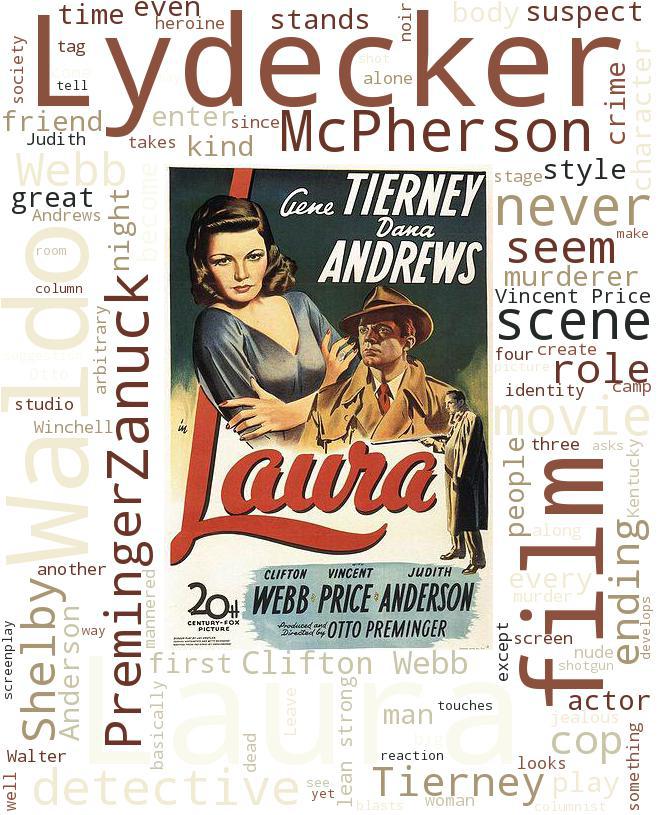 time even
heroine
stands
noir
body suspect
society
tag
tell
Lydecker
shot
alone
crime
character
friend
enter since
McPherson
Judith
takes kind
Webb
become
stage style
great
Andrews
night
never
make
room
seem
column
murderer
Vincent Price
scene
Waldo
suggestion
Otto
arbitrary
Zanuck
four create
picture
role
identity camp
studio
Winchell
movie
people
three asks
Kentucky
film
along
ending
Gene TIERNEY
Dana
ANDREWS
in
Laura
CLIFTON VINCENT JUDITH
WEBB PRICE ANDERSON
20th
CENTURY-FOX
PICTURE
Produced and
Directed by OTTO PREMINGER
another
Preminger
mannered
every
murder
Shelby
Anderson
way
screenplay
develops
except
screen
nude
shotgun
first Clifton Webb
Laura
basically
Leave
lean strong
man touches
big
actor
jealous
cop
something
Walter
dead
reaction
looks
well
detective
see
yet
Tierney
play
blasts
woman
columnist